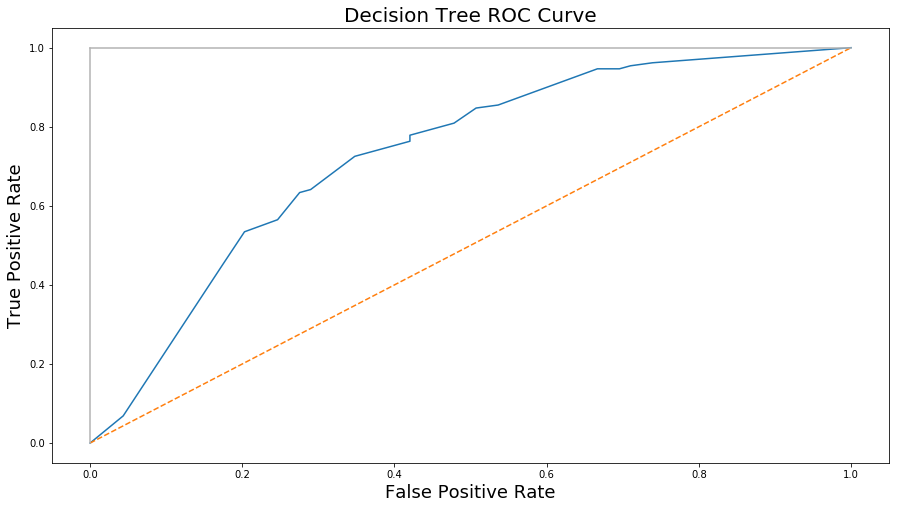 Decision Tree ROC Curve
True Positive Rate
1.0
0.8
0.6
0.4
0.2
0.0
0.0 0.2 0.4 0.6 0.8 1.0
False Positive Rate